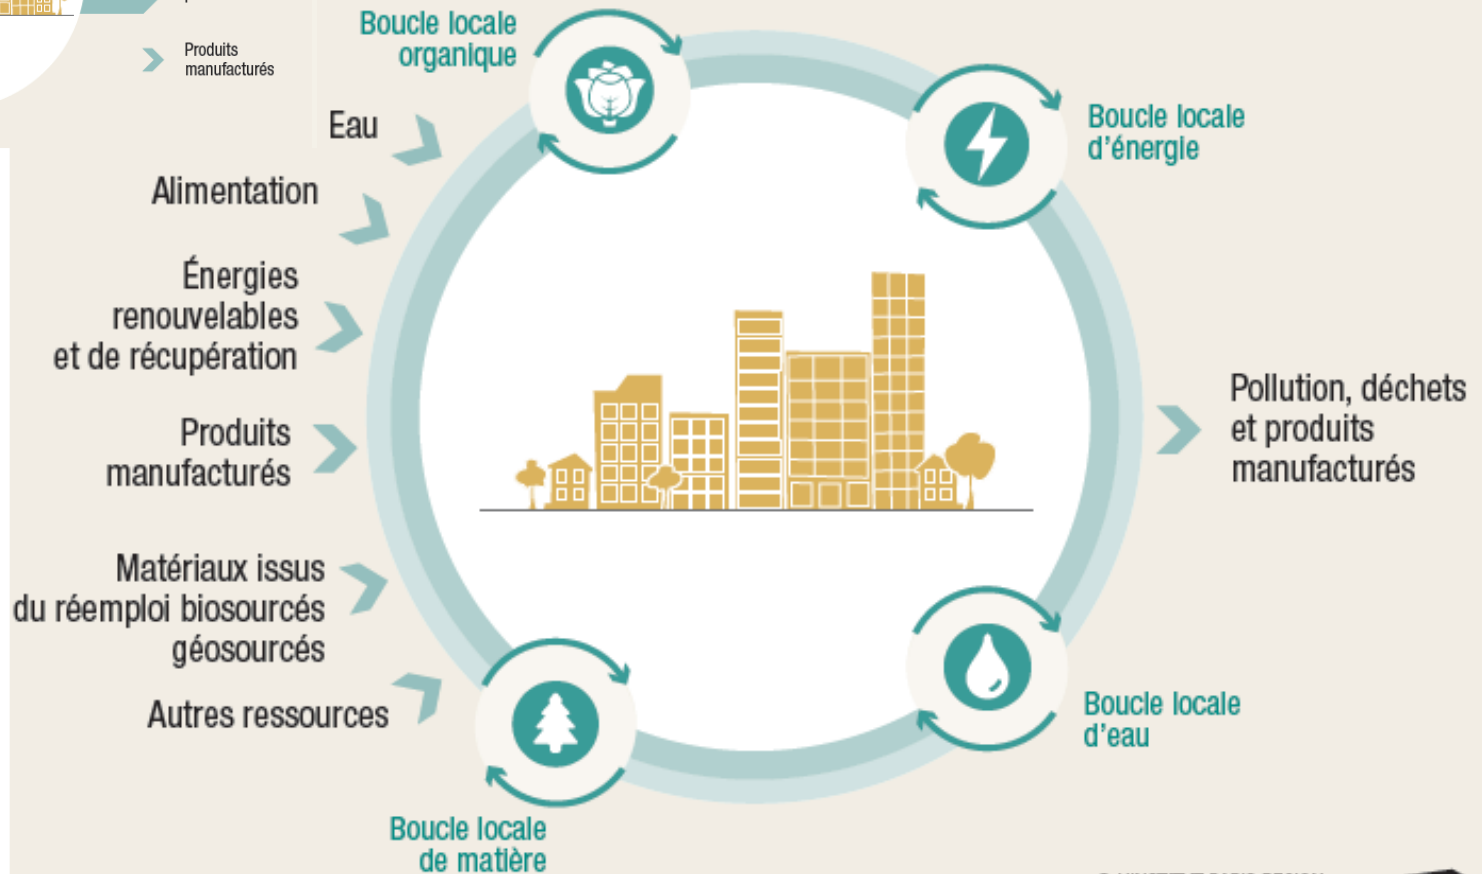 Produits
manufacturés
Boucle locale
organique
Eau
Alimentation
Énergies
renouvelables
et de récupération
Produits
manufacturés
Matériaux issus
du réemploi biosourcés
géosourcés
Autres ressources
Boucle locale
d’énergie
Pollution, déchets
et produits
manufacturés
Boucle locale
d’eau
Boucle locale
de matière